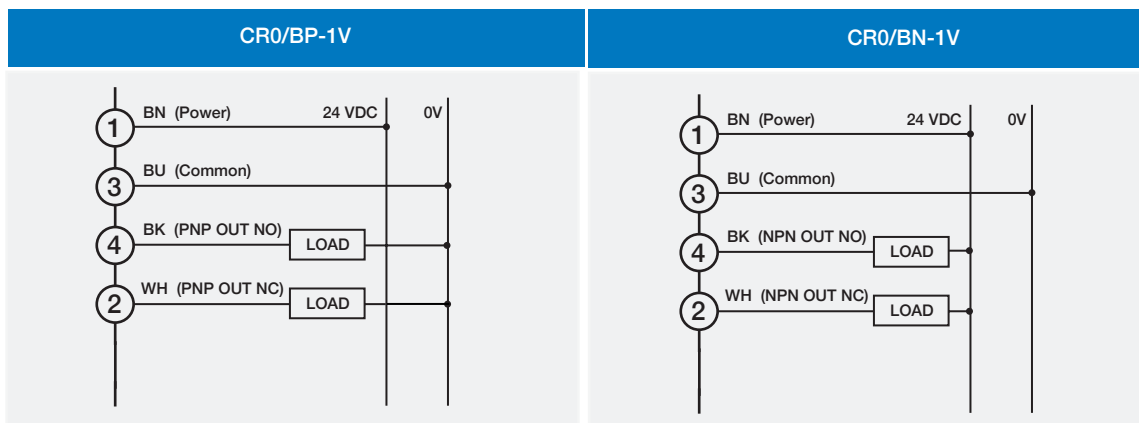 CR0/BP-1V
1
BN (Power)
24 VDC
0V
3
BU (Common)
4
BK (PNP OUT NO)
LOAD
2
WH (PNP OUT NC)
LOAD
CR0/BN-1V
1
BN (Power)
24 VDC
0V
3
BU (Common)
4
BK (NPN OUT NO)
LOAD
2
WH (NPN OUT NC)
LOAD